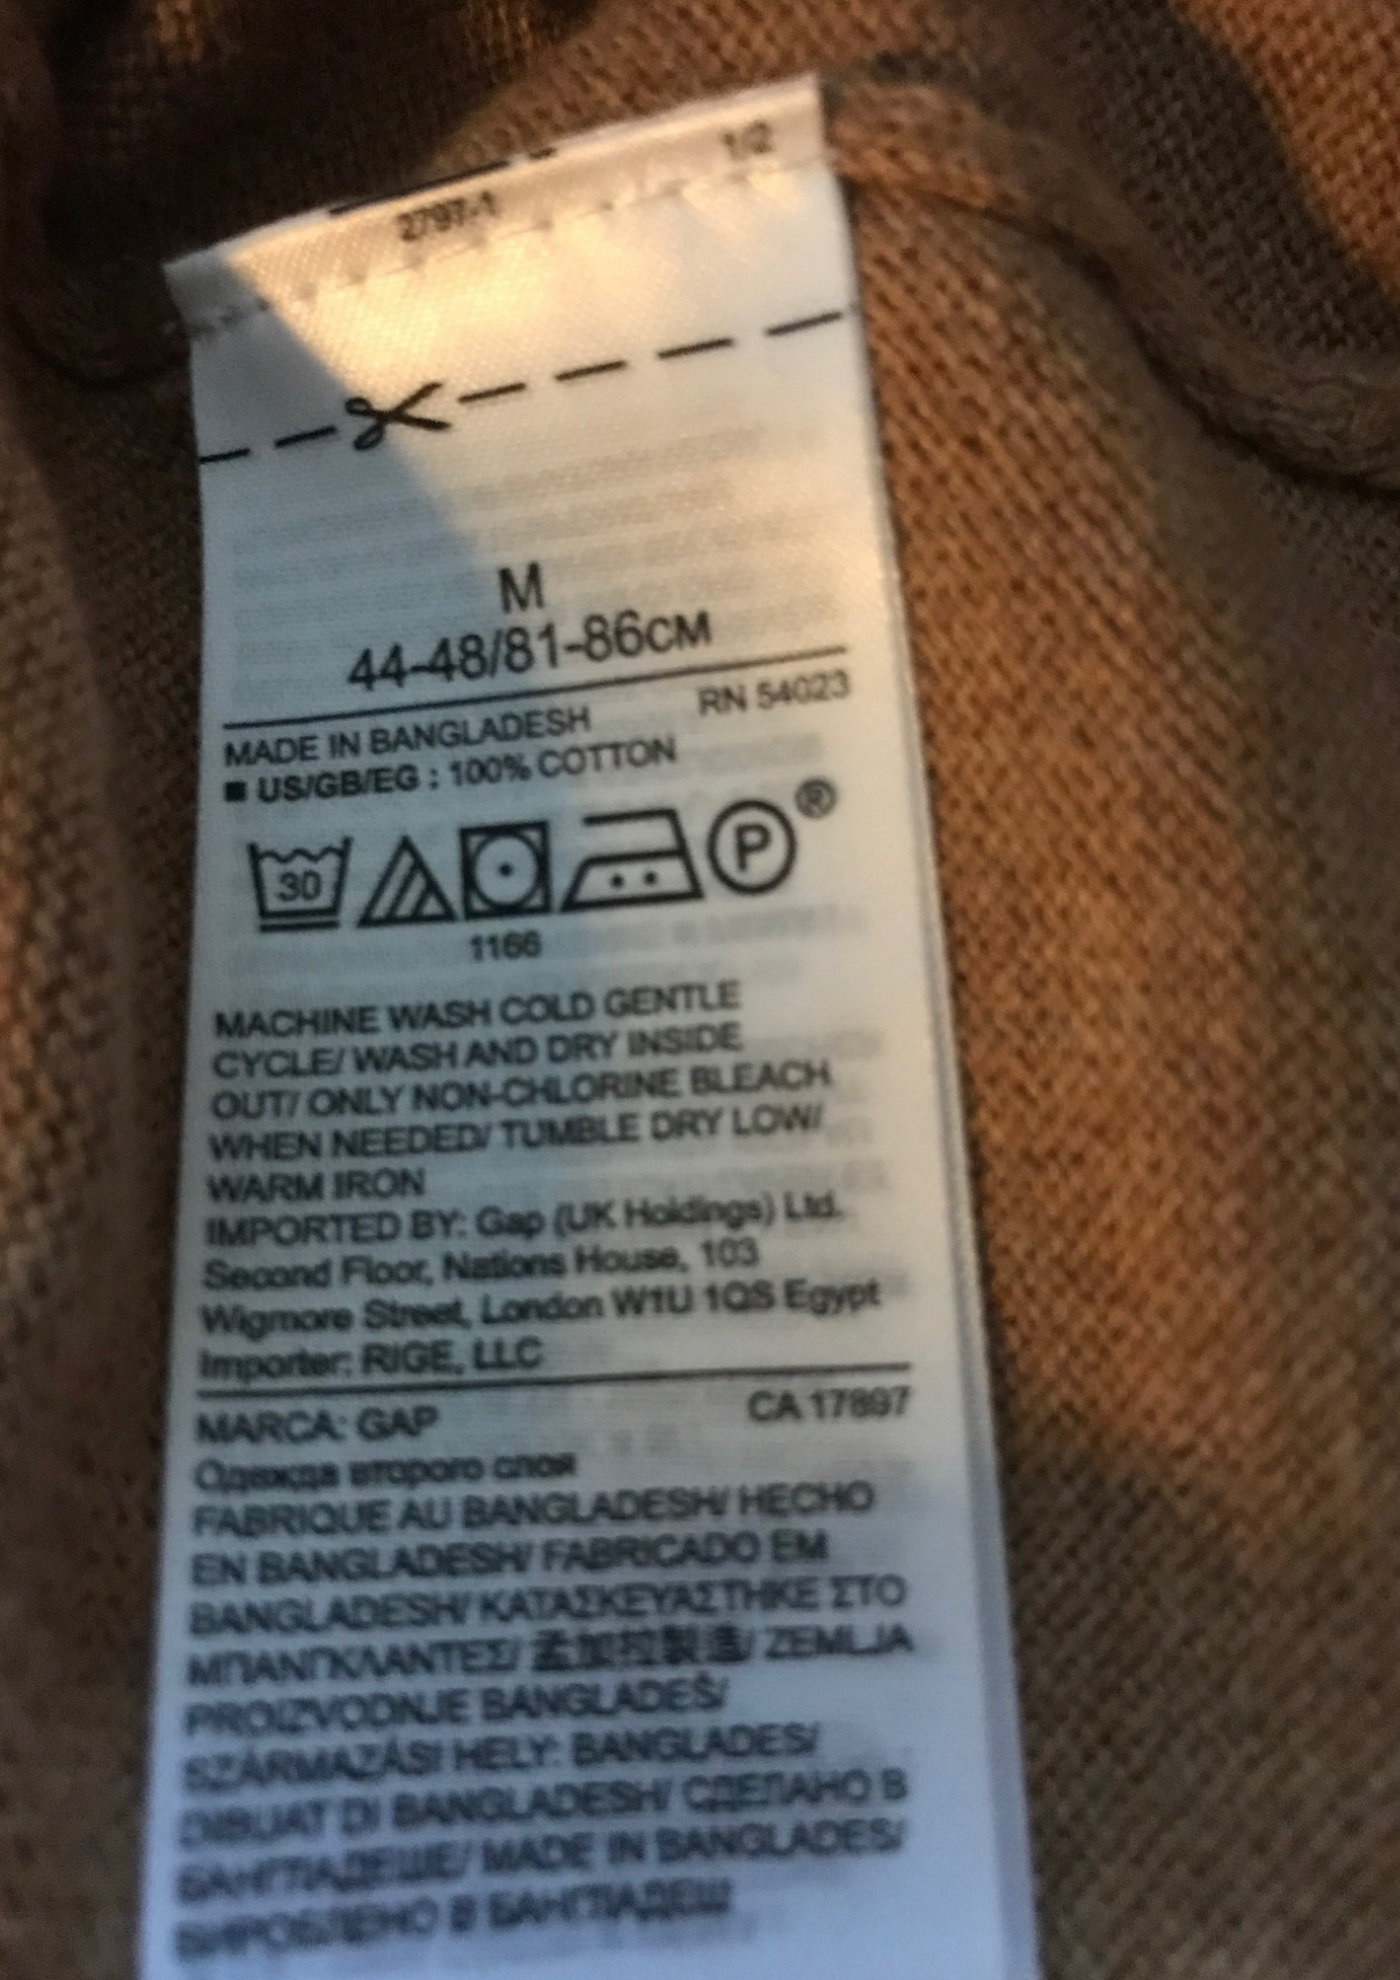 2797-1 1/2
M
44-48/81-86CM
MADE IN BANGLADESH RN 54023
■ US/GB/EG : 100% COTTON
30 P ®
1166
MACHINE WASH COLD GENTLE
CYCLE/ WASH AND DRY INSIDE
OUT/ ONLY NON-CHLORINE BLEACH
WHEN NEEDED/ TUMBLE DRY LOW/
WARM IRON
IMPORTED BY: Gap (UK Holdings) Ltd.
Second Floor, Nations House, 103
Wigmore Street, London W1U 1QS Egypt
Importer: RIGE, LLC
MARCA: GAP CA 17897
Одежда второго слоя
FABRIQUE AU BANGLADESH/ HECHO
EN BANGLADESH/ FABRICADO EM
BANGLADESH/ ΚΑΤΑΣΚΕΥΑΣΤΗΚΕ ΣΤΟ
ΜΠΑΝΓΚΛΑΝΤΕΣ/ 孟加拉製造/ ZEMLJA
PROIZVODNJE BANGLADEŠ/
SZÁRMAZÁSI HELY: BANGLADES/
DIBUAT DI BANGLADESH/ СДЕЛАНО В
БАНГЛАДЕШЕ/ MADE IN BANGLADES/
ВИРОБЛЕНО В БАНГЛАДЕШ